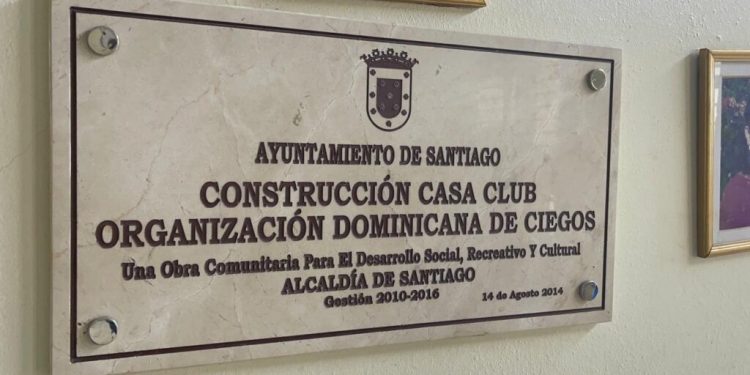 AYUNTAMIENTO DE SANTIAGO
CONSTRUCCIÓN CASA CLUB
ORGANIZACIÓN DOMINICANA DE CIEGOS
Una Obra Comunitaria Para El Desarrollo Social, Recreativo Y Cultural
ALCALDÍA DE SANTIAGO
Gestión 2010-2016 14 de Agosto 2014